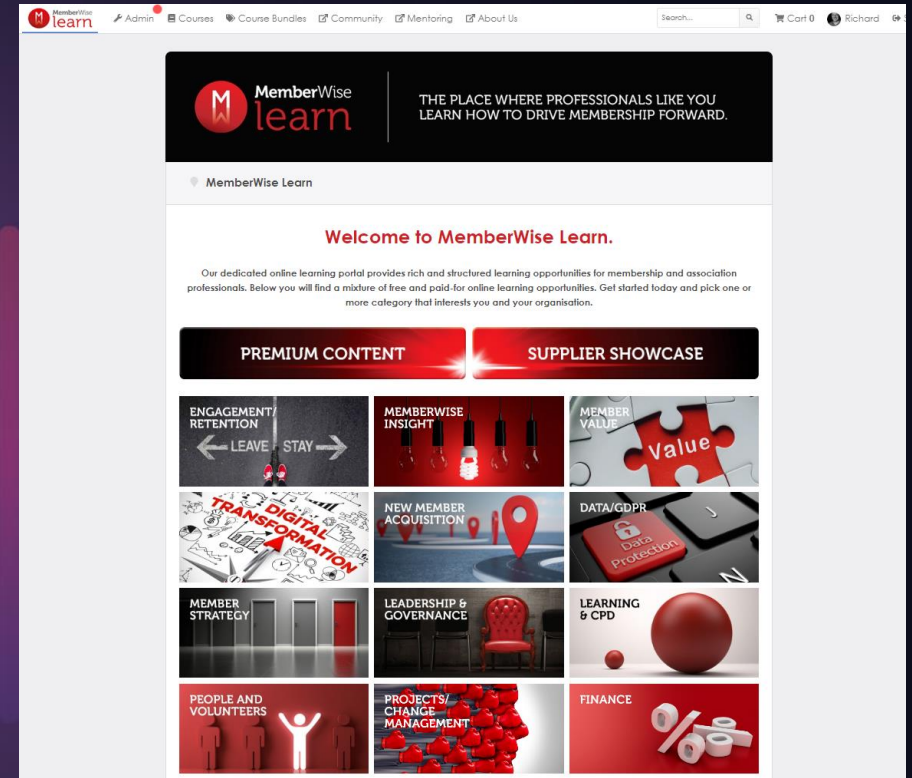 MemberWise
learn
Admin
Courses
Course Bundles
Community
Mentoring
About Us
Search...
Cart 0
Richard
MemberWise
learn
THE PLACE WHERE PROFESSIONALS LIKE YOU
LEARN HOW TO DRIVE MEMBERSHIP FORWARD.
MemberWise Learn
Welcome to MemberWise Learn.
Our dedicated online learning portal provides rich and structured learning opportunities for membership and association
professionals. Below you will find a mixture of free and paid-for online learning opportunities. Get started today and pick one or
more category that interests you and your organisation.
PREMIUM CONTENT
SUPPLIER SHOWCASE
ENGAGEMENT/
RETENTION
LEAVE STAY
MEMBERWISE
INSIGHT
MEMBER
VALUE
Value
DIGITAL
TRANSFORMATION
NEW MEMBER
ACQUISITION
DATA/GDPR
Data
Protection
J
N
MEMBER
STRATEGY
LEADERSHIP &
GOVERNANCE
LEARNING
& CPD
PEOPLE AND
VOLUNTEERS
PROJECTS/
CHANGE
MANAGEMENT
FINANCE
%